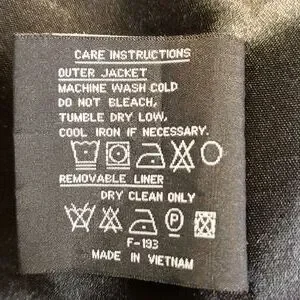 CARE INSTRUCTIONS
OUTER JACKET
MACHINE WASH COLD
DO NOT BLEACH,
TUMBLE DRY LOW,
COOL IRON IF NECESSARY.
REMOVABLE LINER
DRY CLEAN ONLY
P
F-193
MADE IN VIETNAM